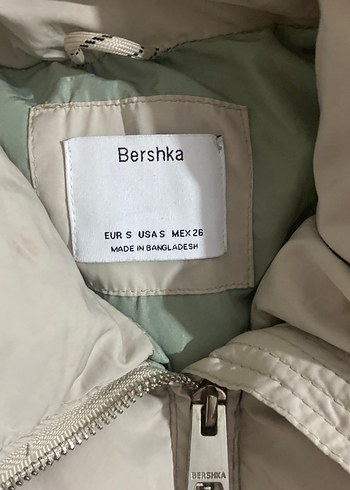 Bershka
EUR S USA S MEX 26
MADE IN BANGLADESH
BERSHKA